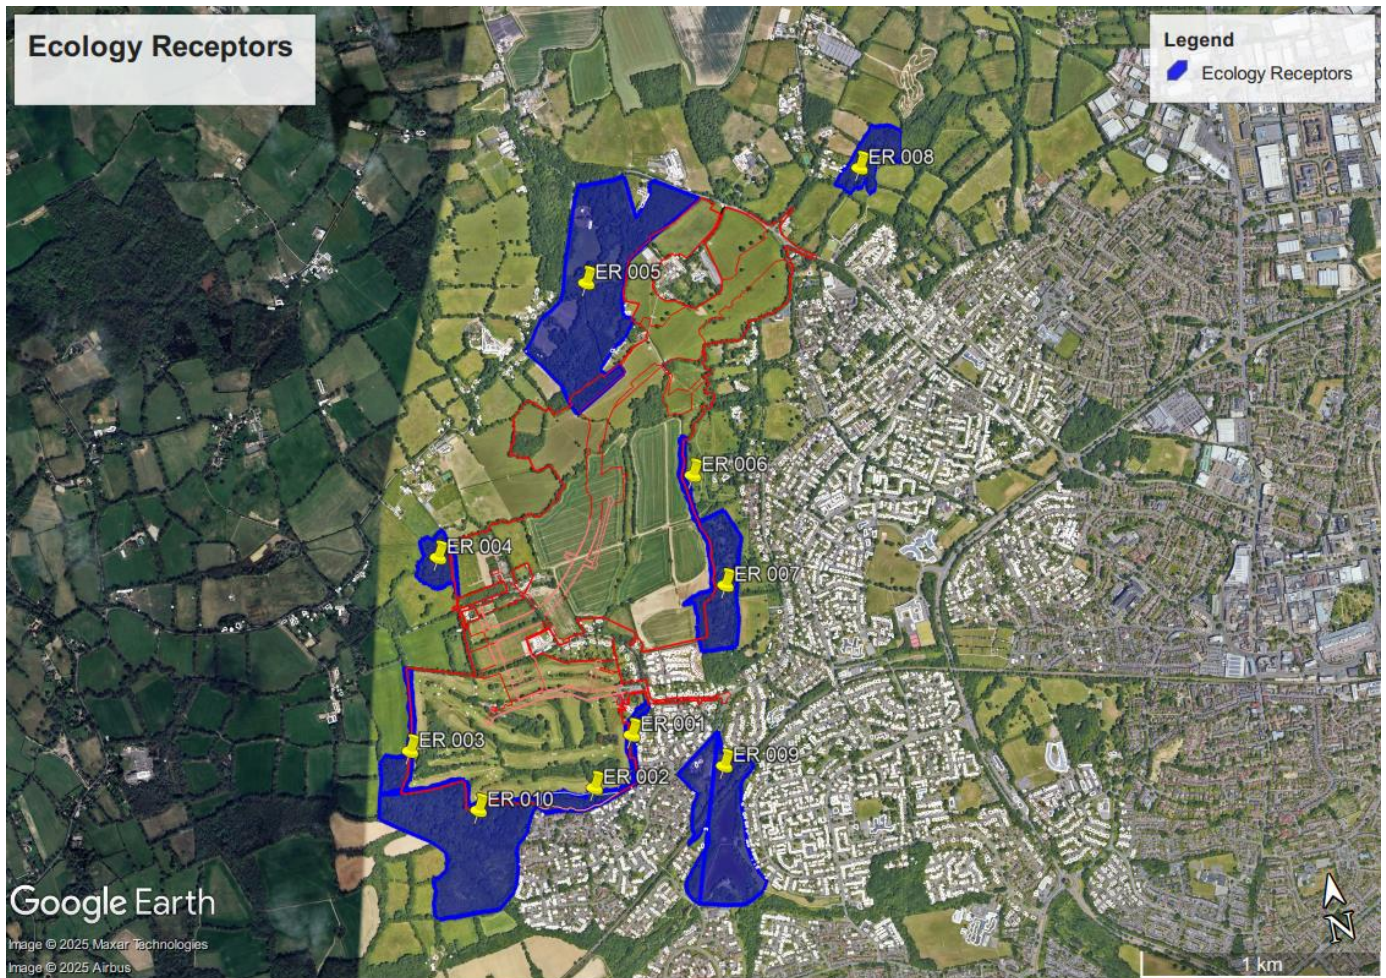 Ecology Receptors
Legend
Ecology Receptors
ER 008
ER 005
ER 006
ER 004
ER 007
ER 001
ER 003
ER 009
ER 002
ER 010
Google Earth
Image © 2025 Maxar Technologies
Image © 2025 Airbus
N
1 km